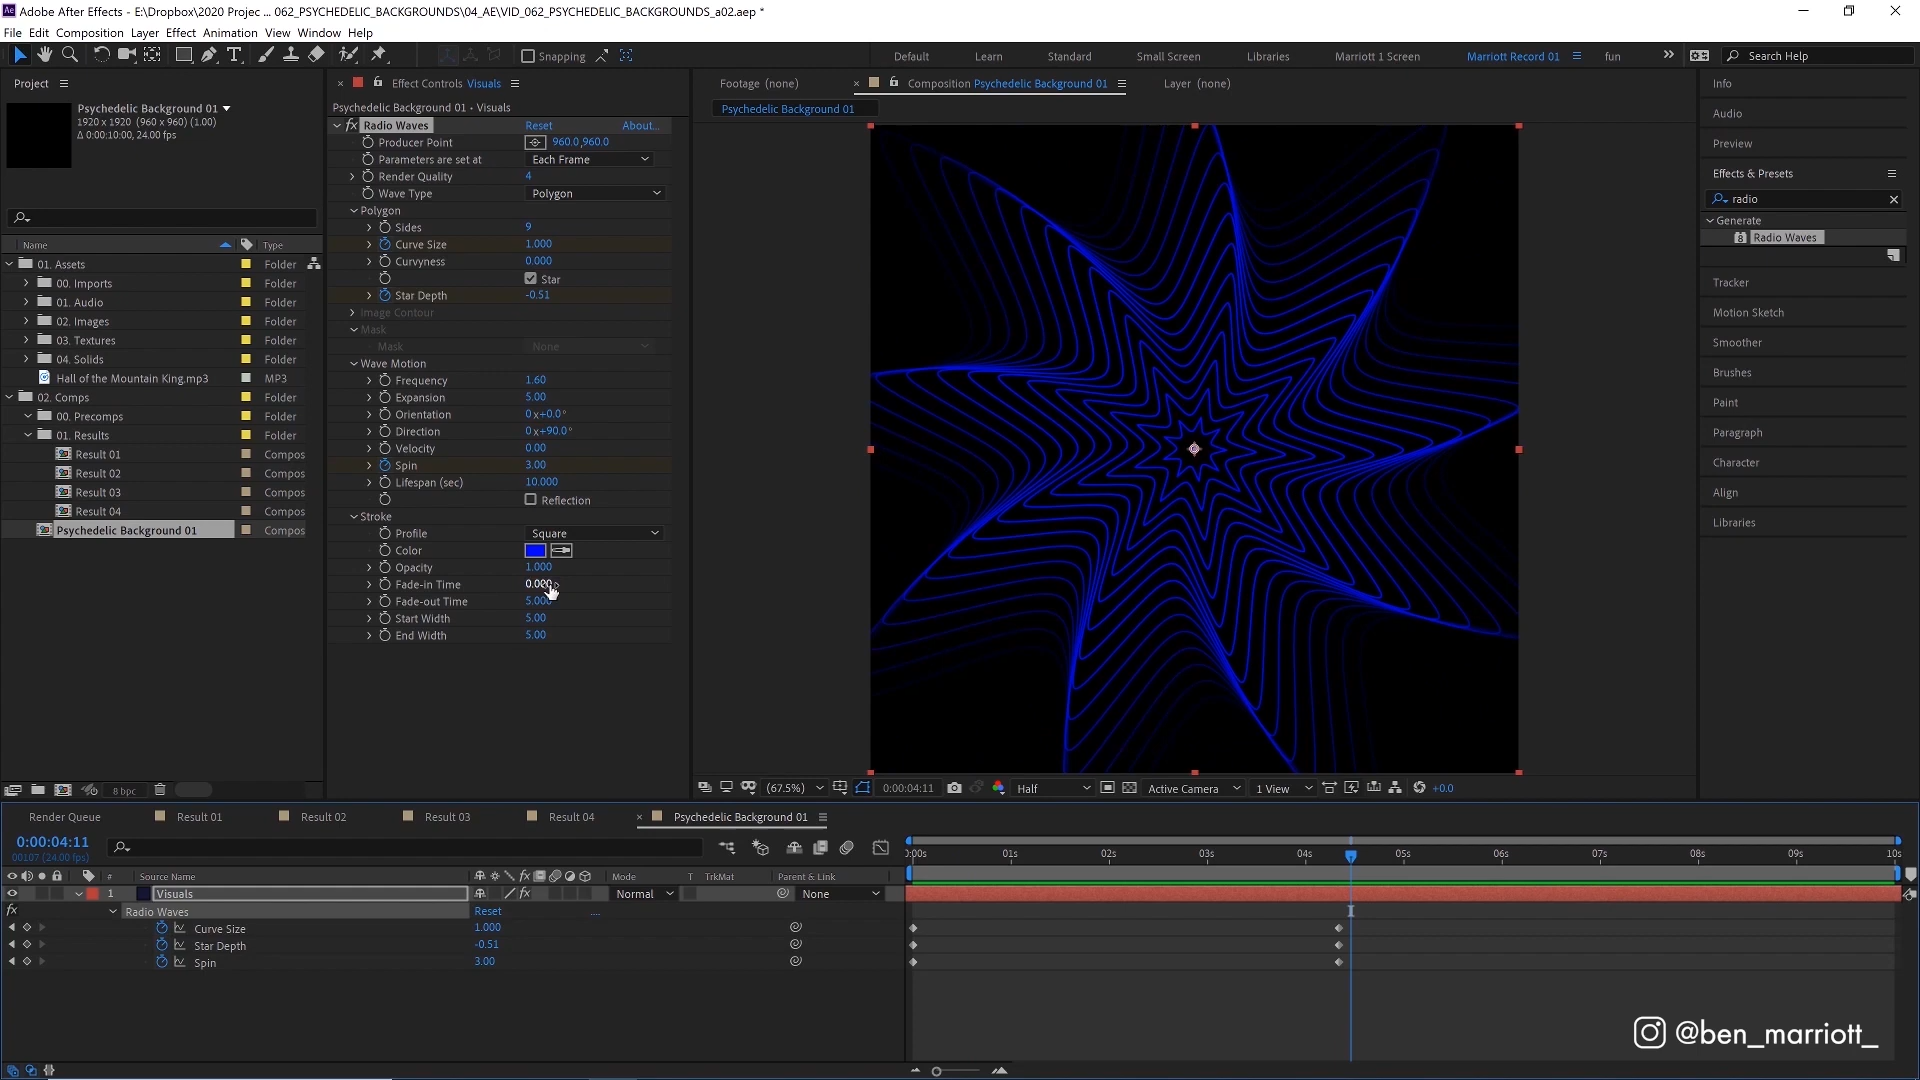 Ae Adobe After Effects - E:\Dropbox\2020 Projec ... 062_PSYCHEDELIC_BACKGROUNDS\04_AE\VID_062_PSYCHEDELIC_BACKGROUNDS_a02.aep *
File Edit Composition Layer Effect Animation View Window Help
Snapping
Default Learn Standard Small Screen Libraries Marriott 1 Screen Marriott Record 01 fun Search Help
Project
Psychedelic Background 01
1920 x 1920 (960 x 960) (1.00)
Δ 0:00:10:00, 24.00 fps
Name Type
01. Assets Folder
00. Imports Folder
01. Audio Folder
02. Images Folder
03. Textures Folder
04. Solids Folder
Hall of the Mountain King.mp3 MP3
02. Comps Folder
00. Precomps Folder
01. Results Folder
Result 01 Compos
Result 02 Compos
Result 03 Compos
Result 04 Compos
Psychedelic Background 01 Compos
8 bpc
Effect Controls Visuals
Psychedelic Background 01 • Visuals
fx Radio Waves Reset About...
Producer Point 960.0,960.0
Parameters are set at Each Frame
Render Quality 4
Wave Type Polygon
Polygon
Sides 9
Curve Size 1.000
Curvyness 0.000
Star
Star Depth -0.51
Image Contour
Mask
Mask None
Wave Motion
Frequency 1.60
Expansion 5.00
Orientation 0 x+0.0°
Direction 0 x+90.0°
Velocity 0.00
Spin 3.00
Lifespan (sec) 10.000
Reflection
Stroke
Profile Square
Color
Opacity 1.000
Fade-in Time 0.000
Fade-out Time 5.000
Start Width 5.00
End Width 5.00
Footage (none) Composition Psychedelic Background 01 Layer (none)
Psychedelic Background 01
(67.5%) 0:00:04:11 Half Active Camera 1 View +0.0
Info
Audio
Preview
Effects & Presets
radio
Generate
8 Radio Waves
Tracker
Motion Sketch
Smoother
Brushes
Paint
Paragraph
Character
Align
Libraries
Render Queue Result 01 Result 02 Result 03 Result 04 Psychedelic Background 01
0:00:04:11
00107 (24.00 fps)
0:00s 01s 02s 03s 04s 05s 06s 07s 08s 09s 10s
# Source Name fx Mode T TrkMat Parent & Link
1 Visuals fx Normal None
fx Radio Waves Reset ....
Curve Size 1.000
Star Depth -0.51
Spin 3.00
@ben_marriott_